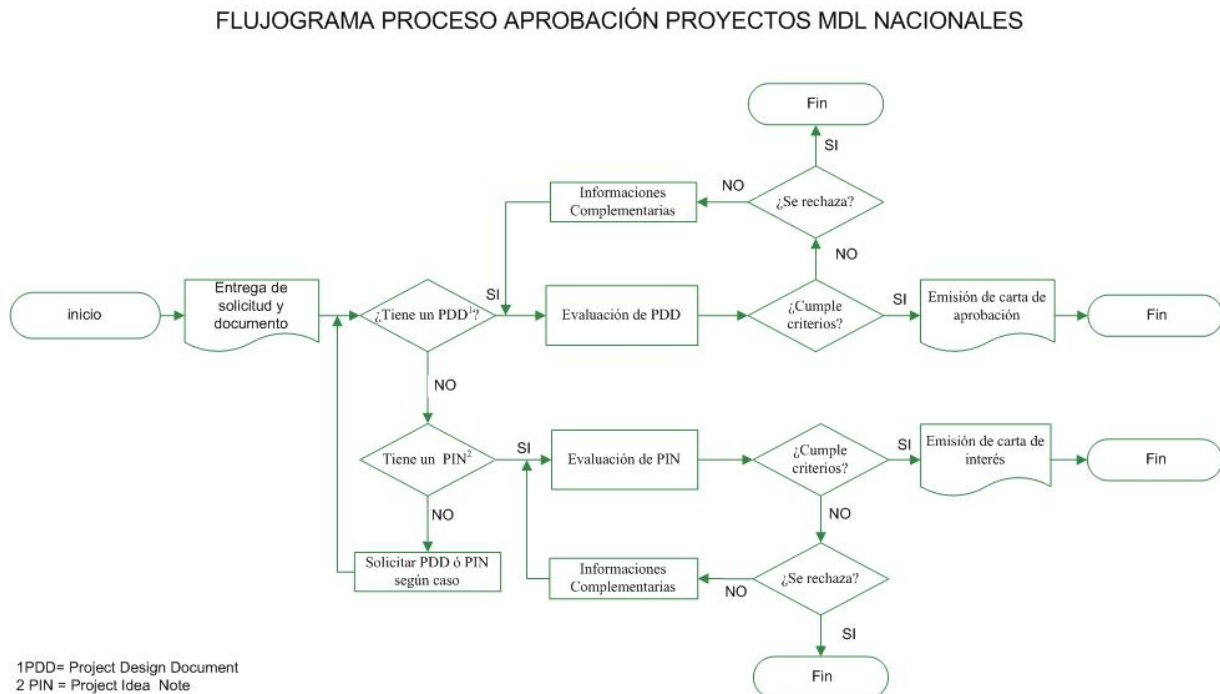 FLUJOGRAMA PROCESO APROBACIÓN PROYECTOS MDL NACIONALES
Fin
SI
Informaciones
Complementarias
NO
¿Se rechaza?
NO
inicio
Entrega de
solicitud y
documento
¿Tiene un PDD¹?
SI
Evaluación de PDD
¿Cumple
criterios?
SI
Emisión de carta de
aprobación
Fin
NO
Tiene un PIN²
SI
Evaluación de PIN
¿Cumple
criterios?
SI
Emisión de carta de
interés
Fin
NO
NO
Solicitar PDD ó PIN
según caso
Informaciones
Complementarias
NO
¿Se rechaza?
SI
Fin
1PDD= Project Design Document
2 PIN = Project Idea Note